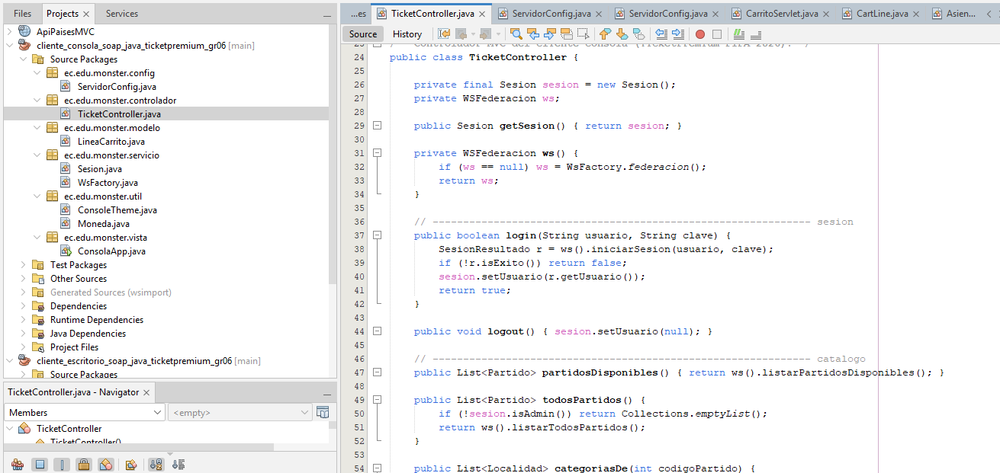 Files
Projects
Services
ApiPaisesMVC
cliente_consola_soap_java_ticketpremium_gr06 [main]
Source Packages
ec.edu.monster.config
ServidorConfig.java
ec.edu.monster.controlador
TicketController.java
ec.edu.monster.modelo
LineaCarrito.java
ec.edu.monster.servicio
Sesion.java
WsFactory.java
ec.edu.monster.util
ConsoleTheme.java
Moneda.java
ec.edu.monster.vista
ConsolaApp.java
Test Packages
Other Sources
Generated Sources (wsimport)
Dependencies
Runtime Dependencies
Java Dependencies
Project Files
cliente_escritorio_soap_java_ticketpremium_gr06 [main]
Source Packages
TicketController.java - Navigator
Members
<empty>
TicketController
TicketController()
...es
TicketController.java
ServidorConfig.java
ServidorConfig.java
CarritoServlet.java
CartLine.java
Asien...
Source
History
24 public class TicketController {
25
26 private final Sesion sesion = new Sesion();
27 private WSFederacion ws;
28
29 public Sesion getSesion() { return sesion; }
30
31 private WSFederacion ws() {
32 if (ws == null) ws = WsFactory.federacion();
33 return ws;
34 }
35
36 // -------------------------------------------------------------- sesion
37 public boolean login(String usuario, String clave) {
38 SesionResultado r = ws().iniciarSesion(usuario, clave);
39 if (!r.isExito()) return false;
40 sesion.setUsuario(r.getUsuario());
41 return true;
42 }
43
44 public void logout() { sesion.setUsuario(null); }
45
46 // -------------------------------------------------------------- catalogo
47 public List<Partido> partidosDisponibles() { return ws().listarPartidosDisponibles(); }
48
49 public List<Partido> todosPartidos() {
50 if (!sesion.isAdmin()) return Collections.emptyList();
51 return ws().listarTodosPartidos();
52 }
53
54 public List<Localidad> categoriasDe(int codigoPartido) {